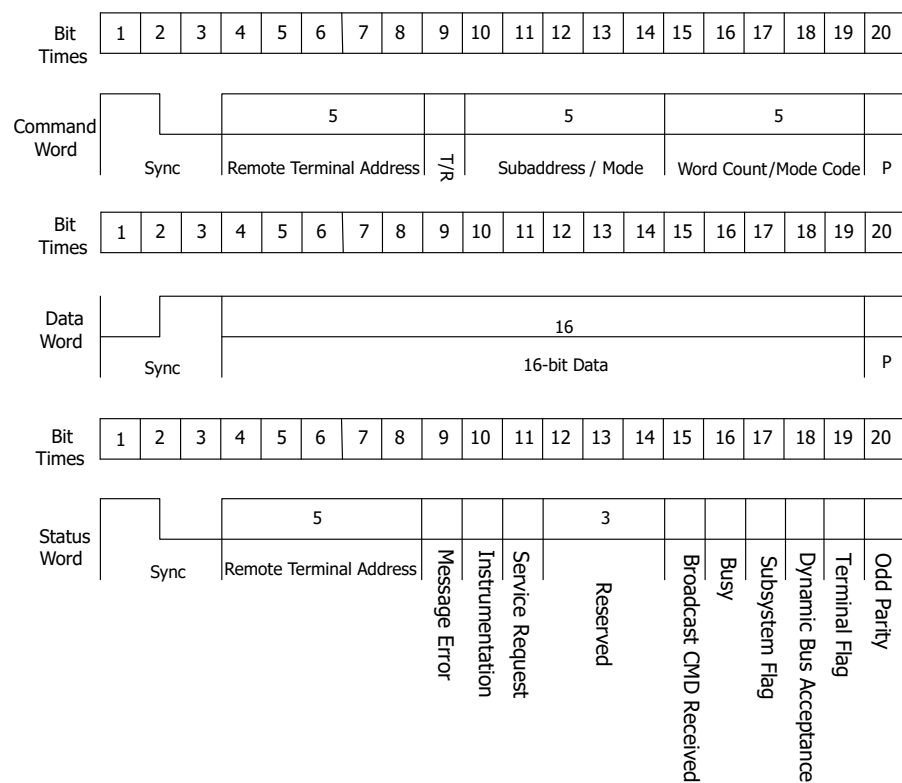 Bit Times 1 2 3 4 5 6 7 8 9 10 11 12 13 14 15 16 17 18 19 20
Command Word
5 5 5
Sync Remote Terminal Address T/R Subaddress / Mode Word Count/Mode Code P
Bit Times 1 2 3 4 5 6 7 8 9 10 11 12 13 14 15 16 17 18 19 20
Data Word
16
Sync 16-bit Data P
Bit Times 1 2 3 4 5 6 7 8 9 10 11 12 13 14 15 16 17 18 19 20
Status Word
5 3
Sync Remote Terminal Address
Message Error
Instrumentation
Service Request
Reserved
Broadcast CMD Received
Busy
Subsystem Flag
Dynamic Bus Acceptance
Terminal Flag
Odd Parity